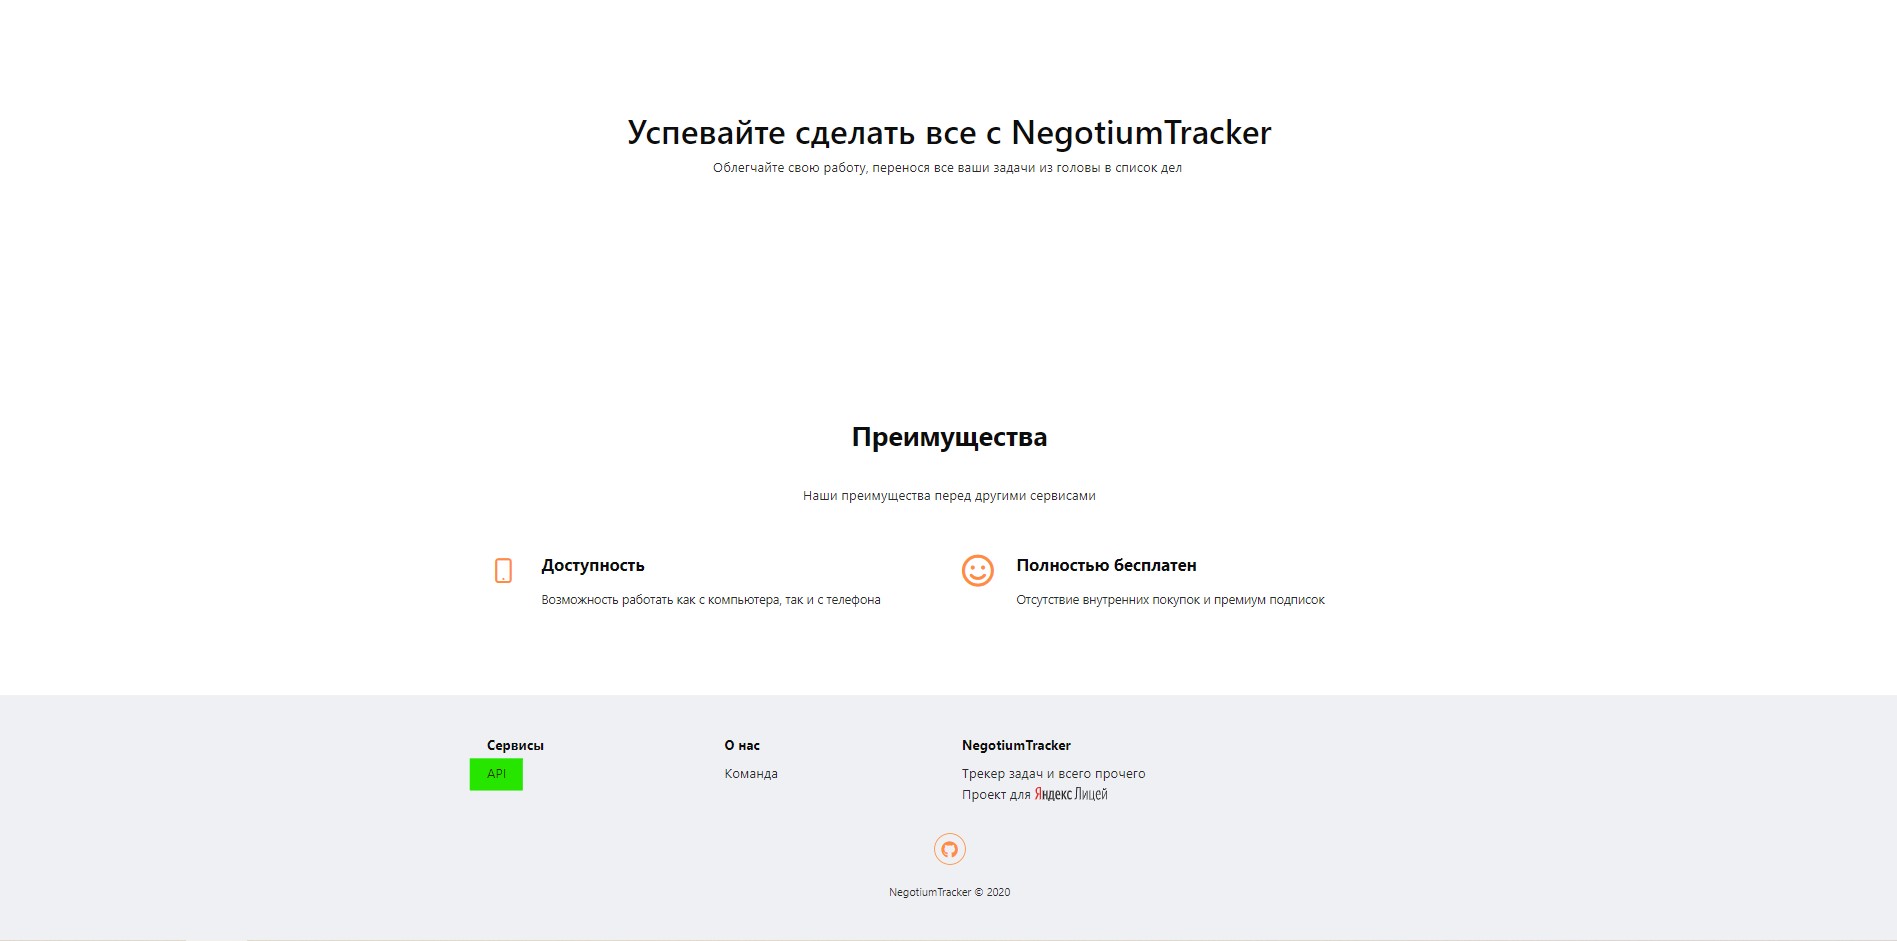 Успевайте сделать все с NegotiumTracker
Облегчайте свою работу, перенося все ваши задачи из головы в список дел
Преимущества
Наши преимущества перед другими сервисами
Доступность
Возможность работать как с компьютера, так и с телефона
Полностью бесплатен
Отсутствие внутренних покупок и премиум подписок
Сервисы
API
О нас
Команда
NegotiumTracker
Трекер задач и всего прочего
Проект для Яндекс Лицей
NegotiumTracker © 2020